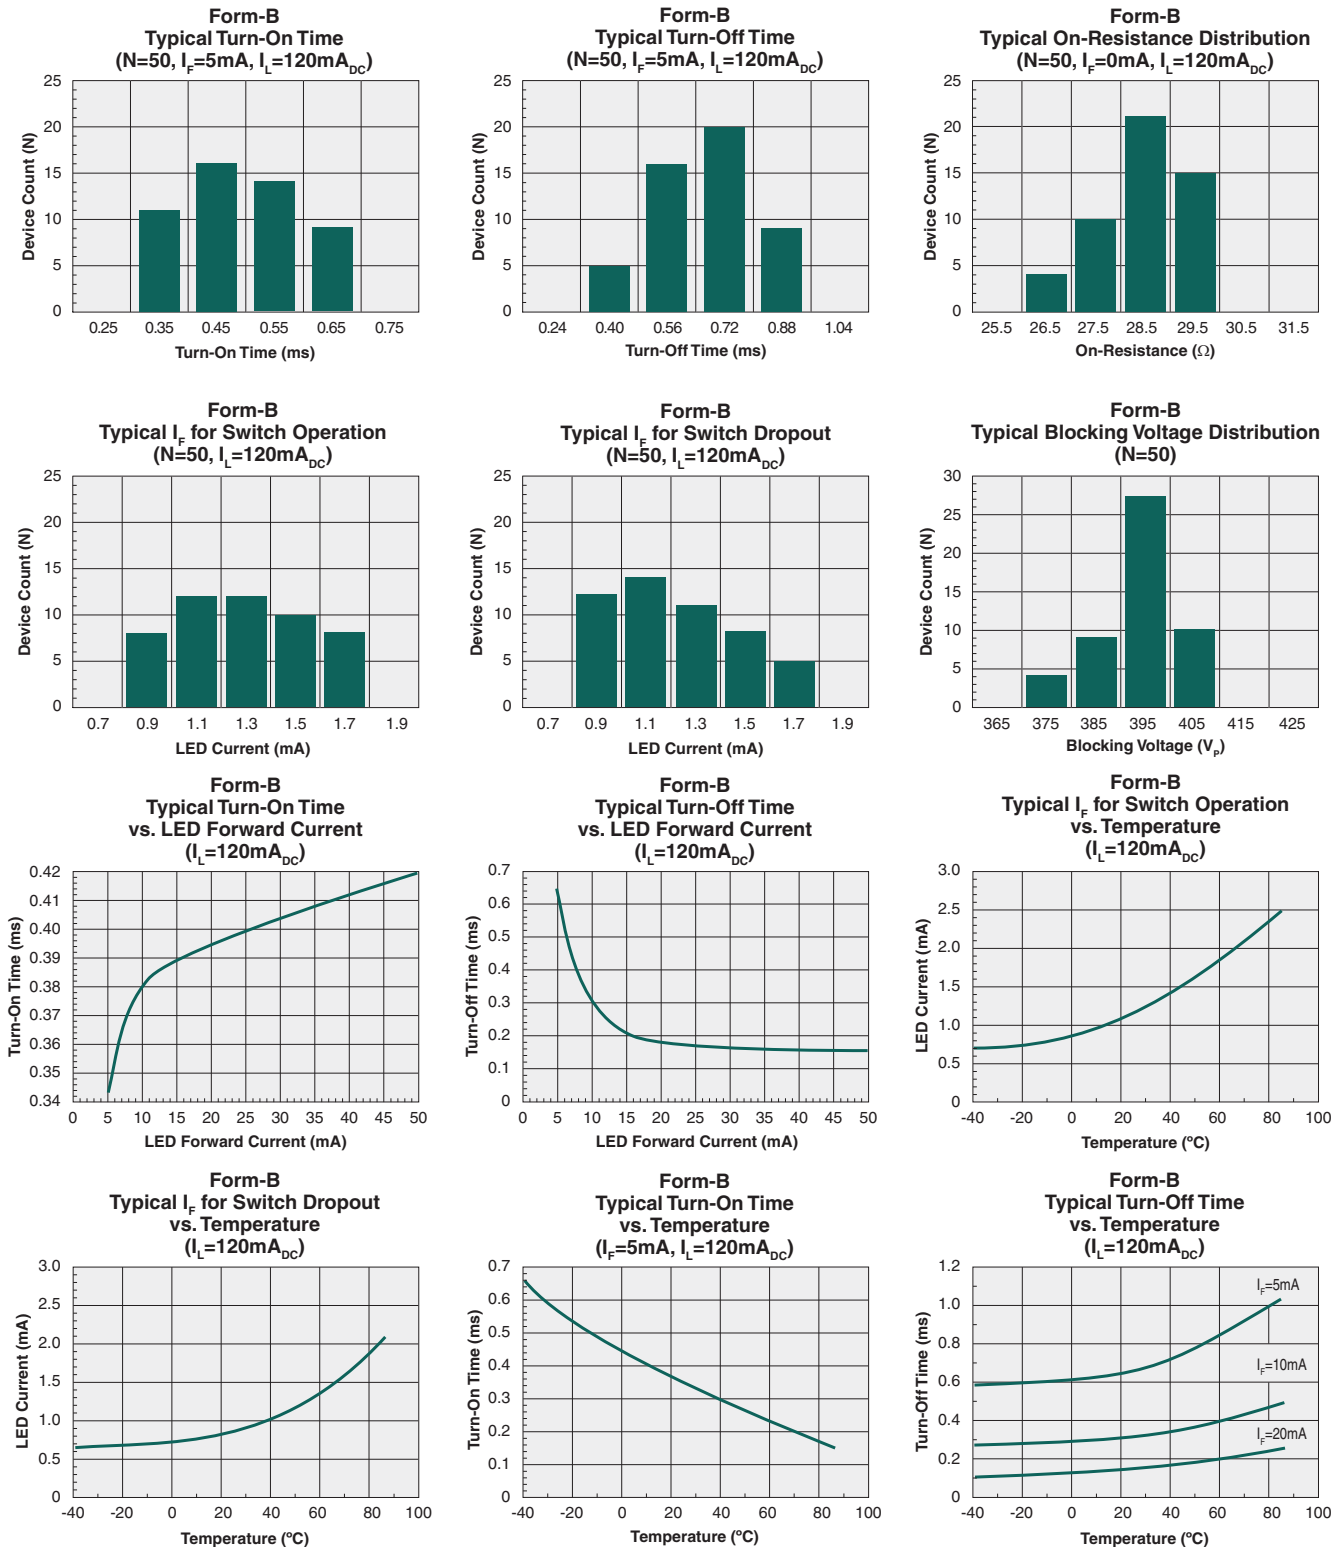 Form-B
Typical Turn-On Time
(N=50, IF=5mA, IL=120mADC)
25
20
15
10
5
0
Device Count (N)
0.25 0.35 0.45 0.55 0.65 0.75
Turn-On Time (ms)
Form-B
Typical Turn-Off Time
(N=50, IF=5mA, IL=120mADC)
25
20
15
10
5
0
Device Count (N)
0.24 0.40 0.56 0.72 0.88 1.04
Turn-Off Time (ms)
Form-B
Typical On-Resistance Distribution
(N=50, IF=0mA, IL=120mADC)
25
20
15
10
5
0
Device Count (N)
25.5 26.5 27.5 28.5 29.5 30.5 31.5
On-Resistance (Ω)
Form-B
Typical IF for Switch Operation
(N=50, IL=120mADC)
25
20
15
10
5
0
Device Count (N)
0.7 0.9 1.1 1.3 1.5 1.7 1.9
LED Current (mA)
Form-B
Typical IF for Switch Dropout
(N=50, IL=120mADC)
25
20
15
10
5
0
Device Count (N)
0.7 0.9 1.1 1.3 1.5 1.7 1.9
LED Current (mA)
Form-B
Typical Blocking Voltage Distribution
(N=50)
30
25
20
15
10
5
0
Device Count (N)
365 375 385 395 405 415 425
Blocking Voltage (VP)
Form-B
Typical Turn-On Time
vs. LED Forward Current
(IL=120mADC)
0.42
0.41
0.40
0.39
0.38
0.37
0.36
0.35
0.34
Turn-On Time (ms)
0 5 10 15 20 25 30 35 40 45 50
LED Forward Current (mA)
Form-B
Typical Turn-Off Time
vs. LED Forward Current
(IL=120mADC)
0.7
0.6
0.5
0.4
0.3
0.2
0.1
0
Turn-Off Time (ms)
0 5 10 15 20 25 30 35 40 45 50
LED Forward Current (mA)
Form-B
Typical IF for Switch Operation
vs. Temperature
(IL=120mADC)
3.0
2.5
2.0
1.5
1.0
0.5
0
LED Current (mA)
-40 -20 0 20 40 60 80 100
Temperature (ºC)
Form-B
Typical IF for Switch Dropout
vs. Temperature
(IL=120mADC)
3.0
2.5
2.0
1.5
1.0
0.5
0
LED Current (mA)
-40 -20 0 20 40 60 80 100
Temperature (ºC)
Form-B
Typical Turn-On Time
vs. Temperature
(IF=5mA, IL=120mADC)
0.7
0.6
0.5
0.4
0.3
0.2
0.1
0
Turn-On Time (ms)
-40 -20 0 20 40 60 80 100
Temperature (ºC)
Form-B
Typical Turn-Off Time
vs. Temperature
(IL=120mADC)
1.2
1.0
0.8
0.6
0.4
0.2
0
Turn-Off Time (ms)
IF=5mA
IF=10mA
IF=20mA
-40 -20 0 20 40 60 80 100
Temperature (ºC)